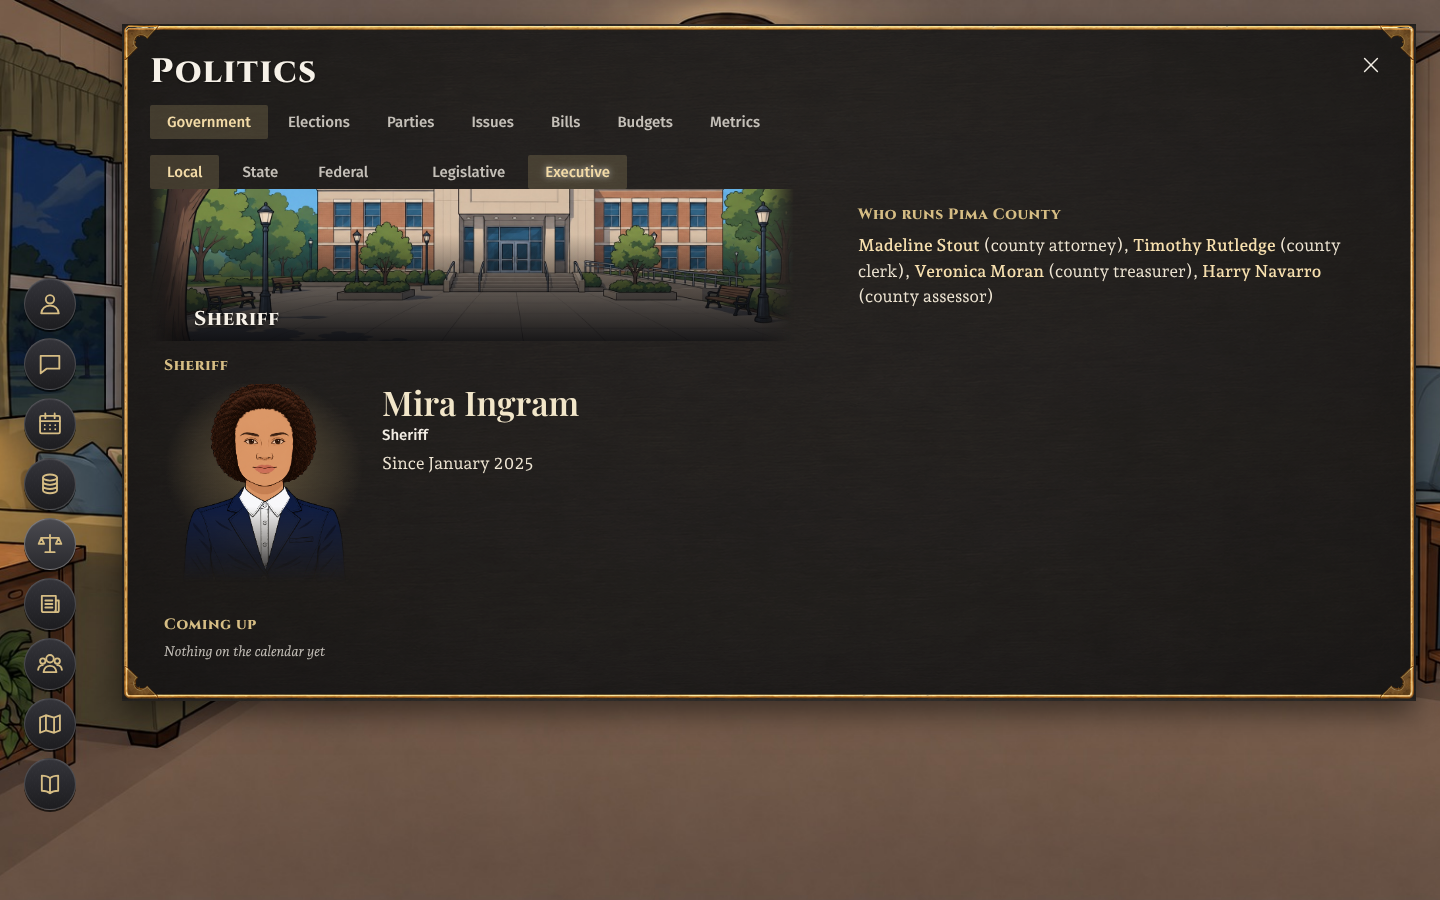 Politics
Government Elections Parties Issues Bills Budgets Metrics
Local State Federal Legislative Executive
Sheriff
Sheriff
Mira Ingram
Sheriff
Since January 2025
Coming up
Nothing on the calendar yet
Who runs Pima County
Madeline Stout (county attorney), Timothy Rutledge (county
clerk), Veronica Moran (county treasurer), Harry Navarro
(county assessor)